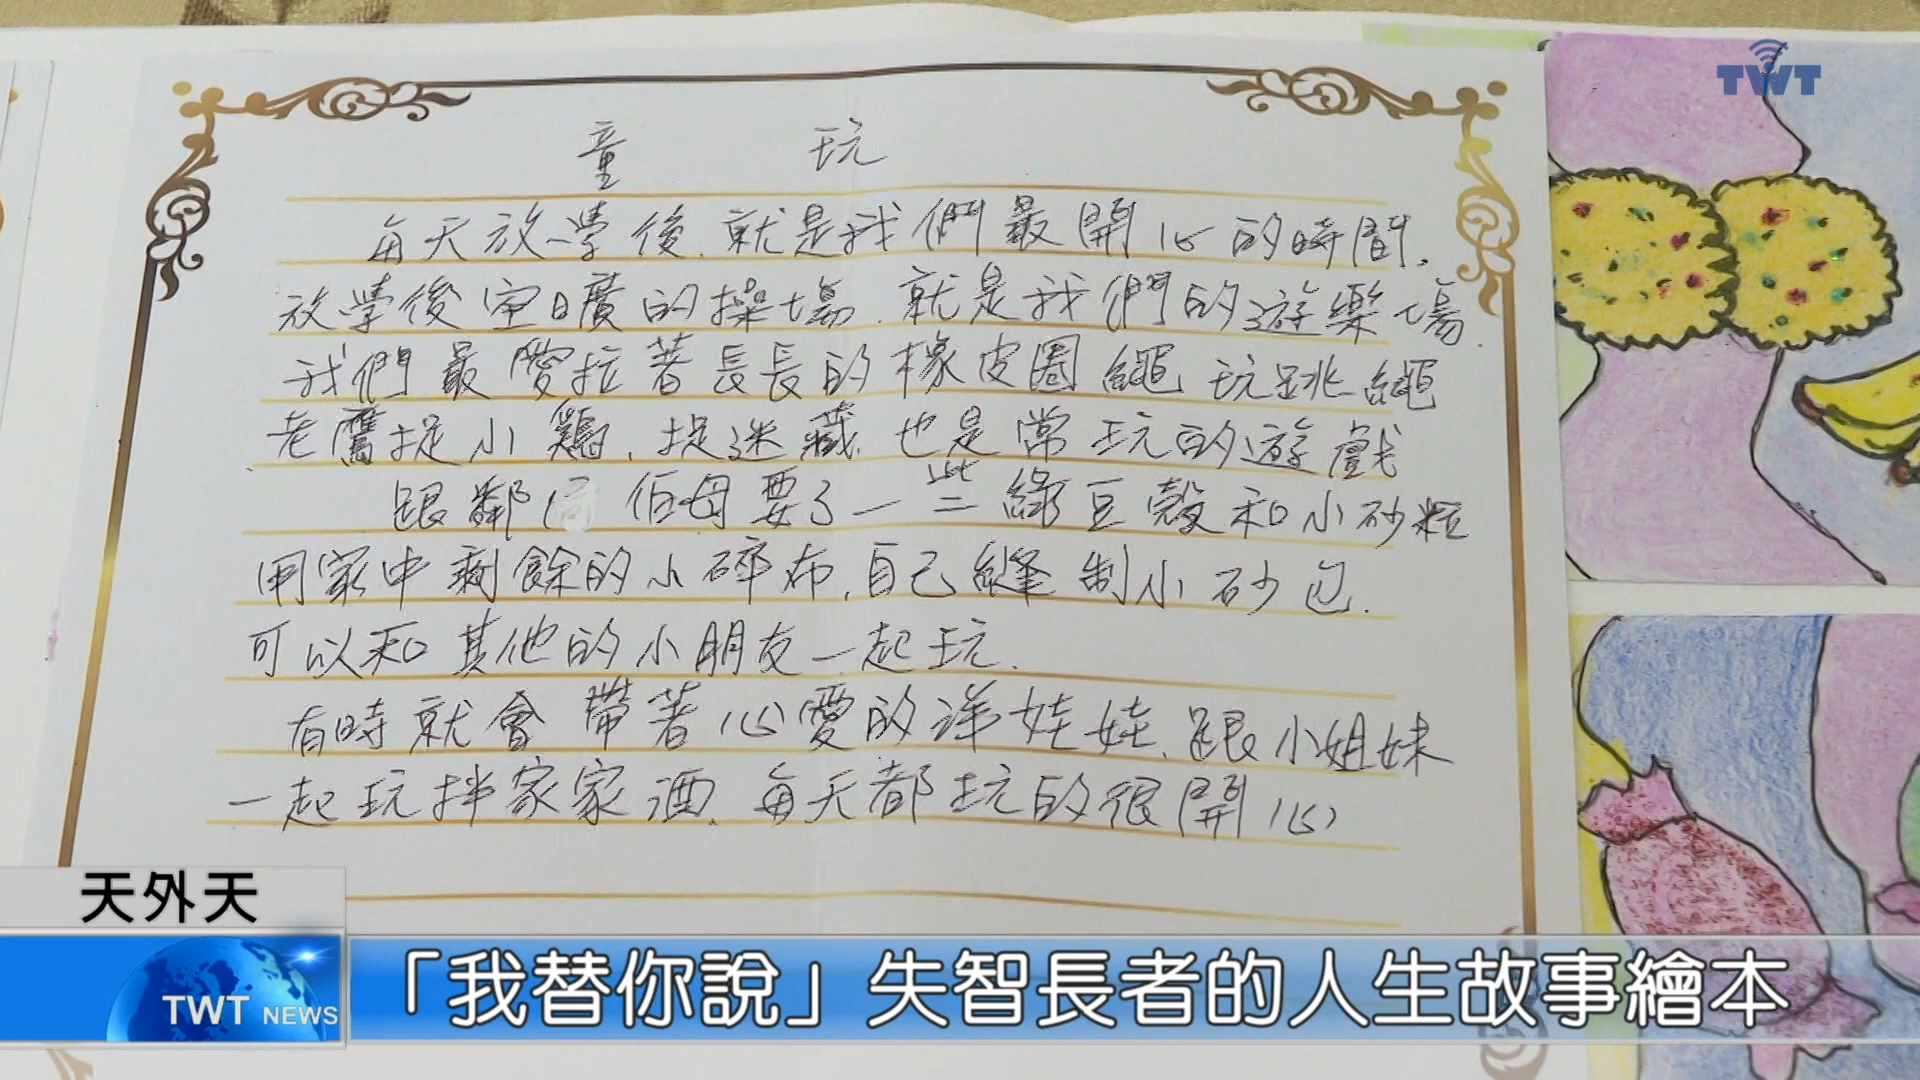 TWT
童 玩
每天放學後.就是我們最開心的時間.
放學後空曠的操場.就是我們的遊樂場.
我們最愛拉著長長的橡皮圈繩玩跳繩
老鷹捉小鷄.捉迷藏.也是常玩的遊戲
跟鄰居伯母要了一些綠豆殼和小砂粒
用家中剩餘的小碎布.自己縫制小砂包.
可以和其他的小朋友一起玩.
有時就會帶著心愛的洋娃娃.跟小姐妹
一起玩拌家家酒.每天都玩的很開心
天外天
TWT NEWS
「我替你說」失智長者的人生故事繪本